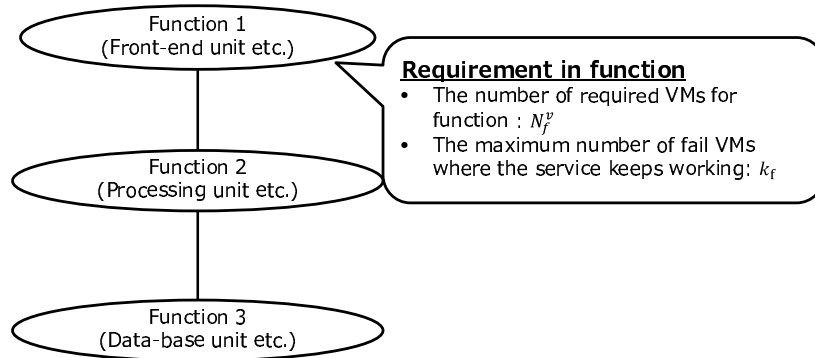 Function 1
(Front-end unit etc.)
Requirement in function
• The number of required VMs for
function : N_f^v
• The maximum number of fail VMs
where the service keeps working: k_f
Function 2
(Processing unit etc.)
Function 3
(Data-base unit etc.)